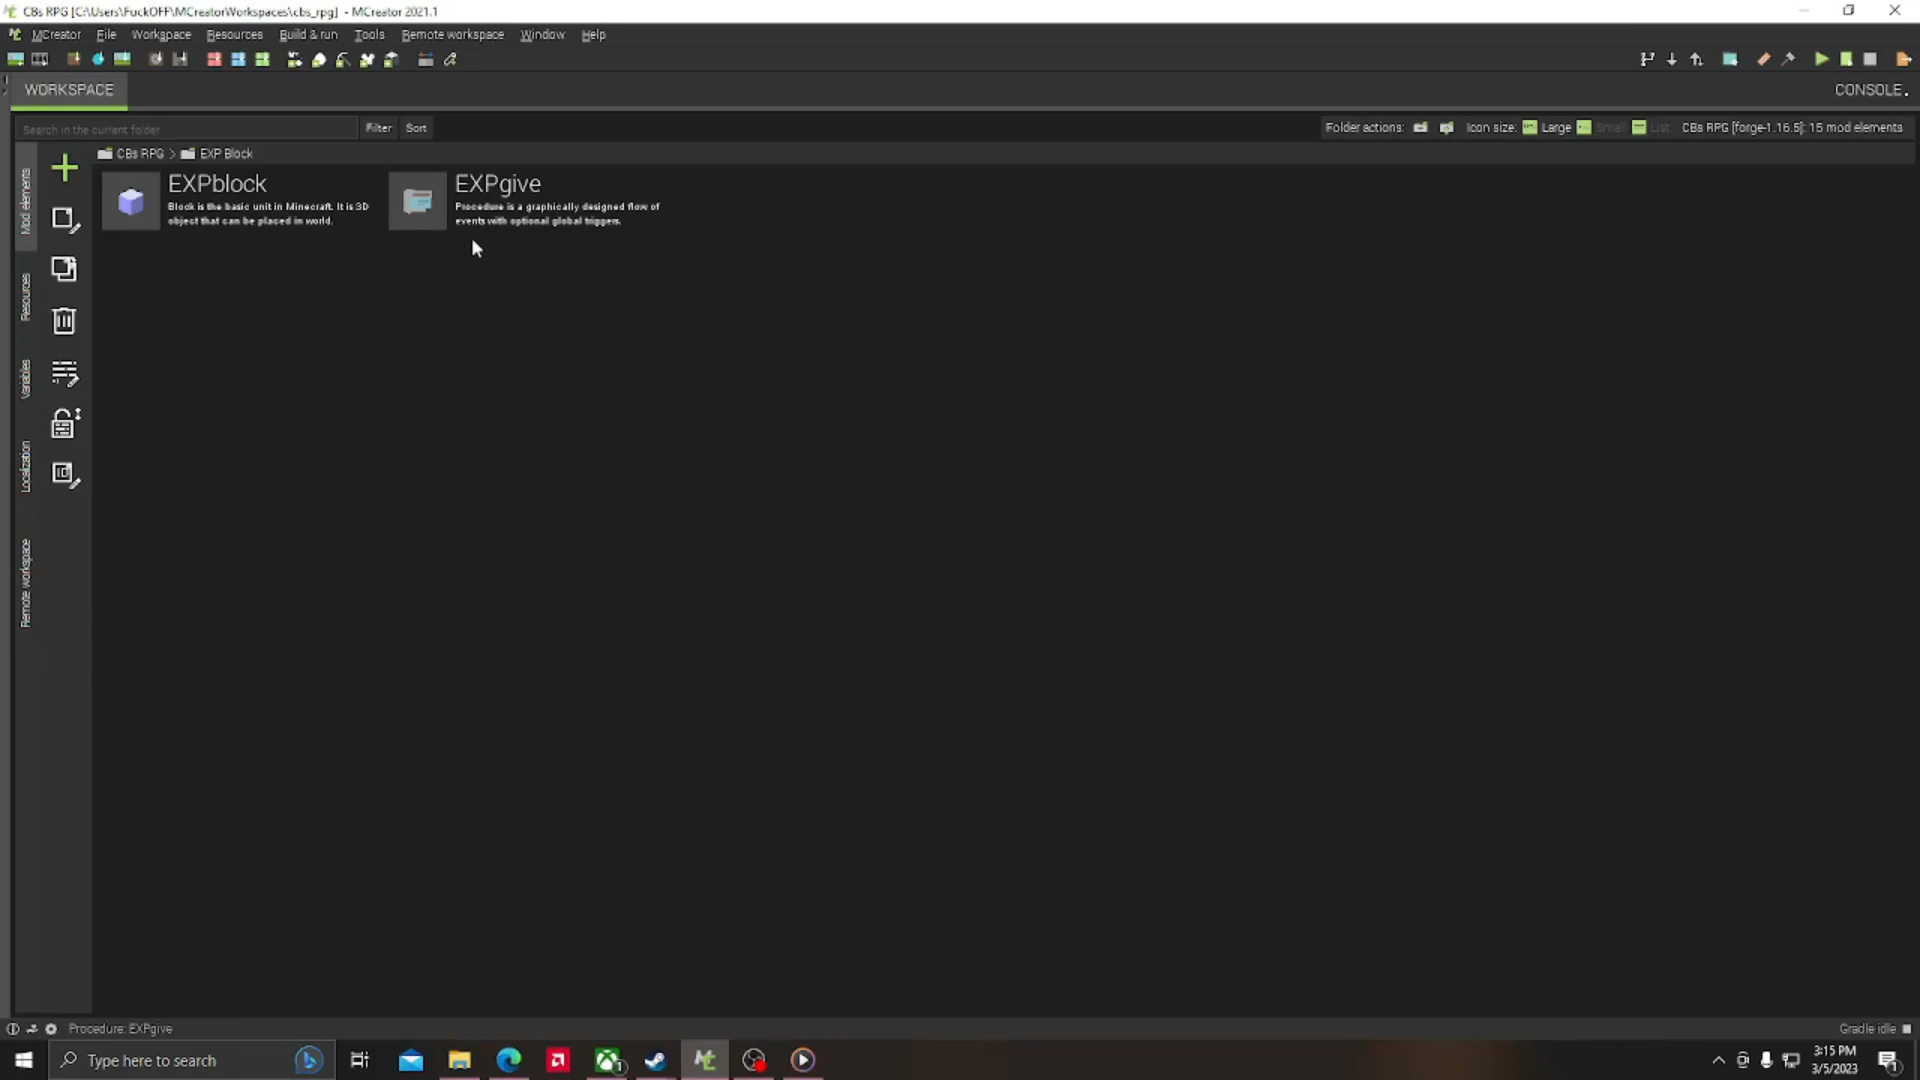 CBs RPG [C:\Users\FuckOFF\MCreatorWorkspaces\cbs_rpg] - MCreator 2021.1
MCreator File Workspace Resources Build & run Tools Remote workspace Window Help
WORKSPACE
CONSOLE
Search in the current folder
Filter Sort
Folder actions: Icon size: Large Small List CBs RPG [forge-1.16.5]: 15 mod elements
CBs RPG > EXP Block
EXPblock
Block is the basic unit in Minecraft. It is 3D
object that can be placed in world.
EXPgive
Procedure is a graphically designed flow of
events with optional global triggers.
Mod elements
Resources
Variables
Localization
Remote workspace
Procedure: EXPgive
Gradle idle
Type here to search
3:15 PM
3/5/2023